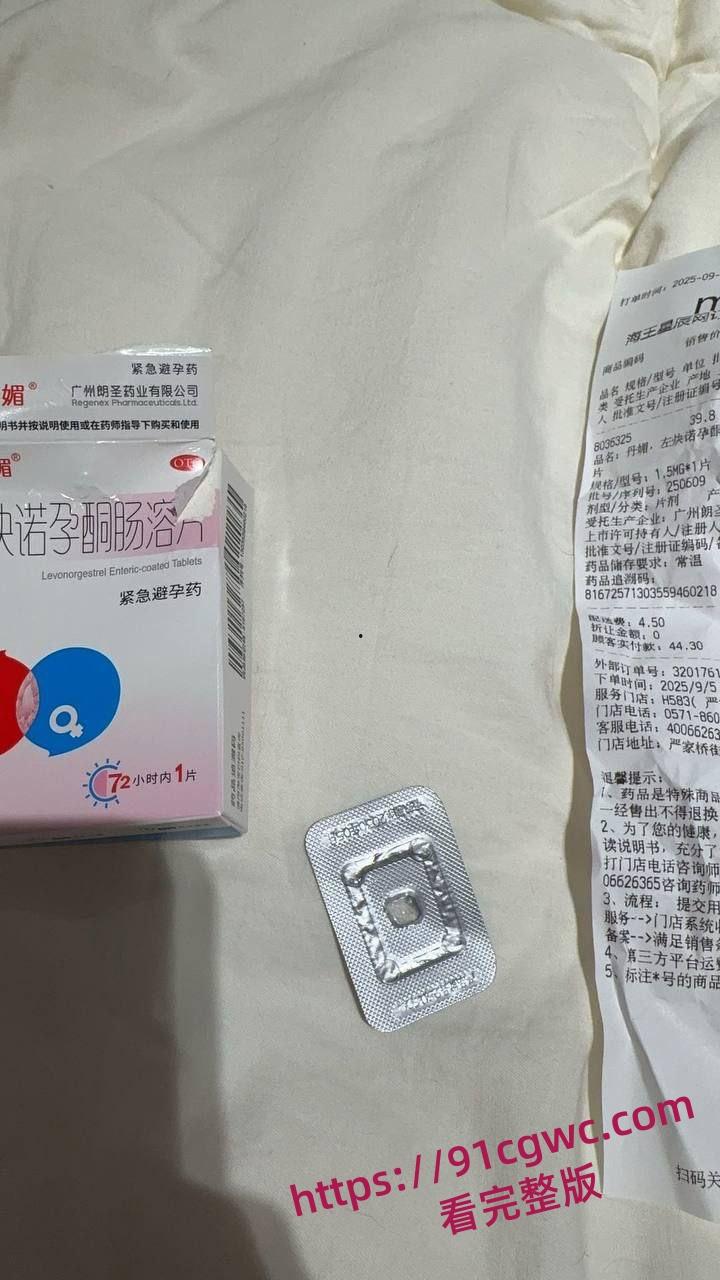 紧急避孕药
媚®
广州朗圣药业有限公司
Regenex Pharmaceuticals.Ltd.
明书并按说明使用或在药师指导下购买和使用
媚®
OTC
炔诺孕酮肠溶片
Levonorgestrel Enteric-coated Tablets
紧急避孕药
72小时内1片
打单时间: 2025-09-
海王星辰
销售价
商品编码
品名 规格/型号 单位
类 受托生产企业 产地
人 批准文号/注册证编号
39.8
8036325
品名: 丹媚, 左炔诺孕酮
片
规格/型号: 1.5MG*1片
批号/序列号: 250609
剂型/分类: 片剂 产
受托生产企业: 广州朗圣
上市许可持有人/注册人
批准文号/注册证编码/
药品储存要求: 常温
药品追溯码:
81672571303559460218
配送费: 4.50
折让金额: 0
顾客实付款: 44.30
外部订单号: 3201761
下单时间: 2025/9/5
服务门店: H583( 严
门店电话: 0571-860
客服电话: 40066263
门店地址: 严家桥街
温馨提示:
1、药品是特殊商品
一经售出不得退换
2、为了您的健康,
读说明书,充分了
打门店电话咨询师
06626365咨询药师
3、流程: 提交用
服务-->门店系统
备案-->满足销售
4、第三方平台运费
5、标注*号的商品
扫码关
https://91cgwc.com
看完整版